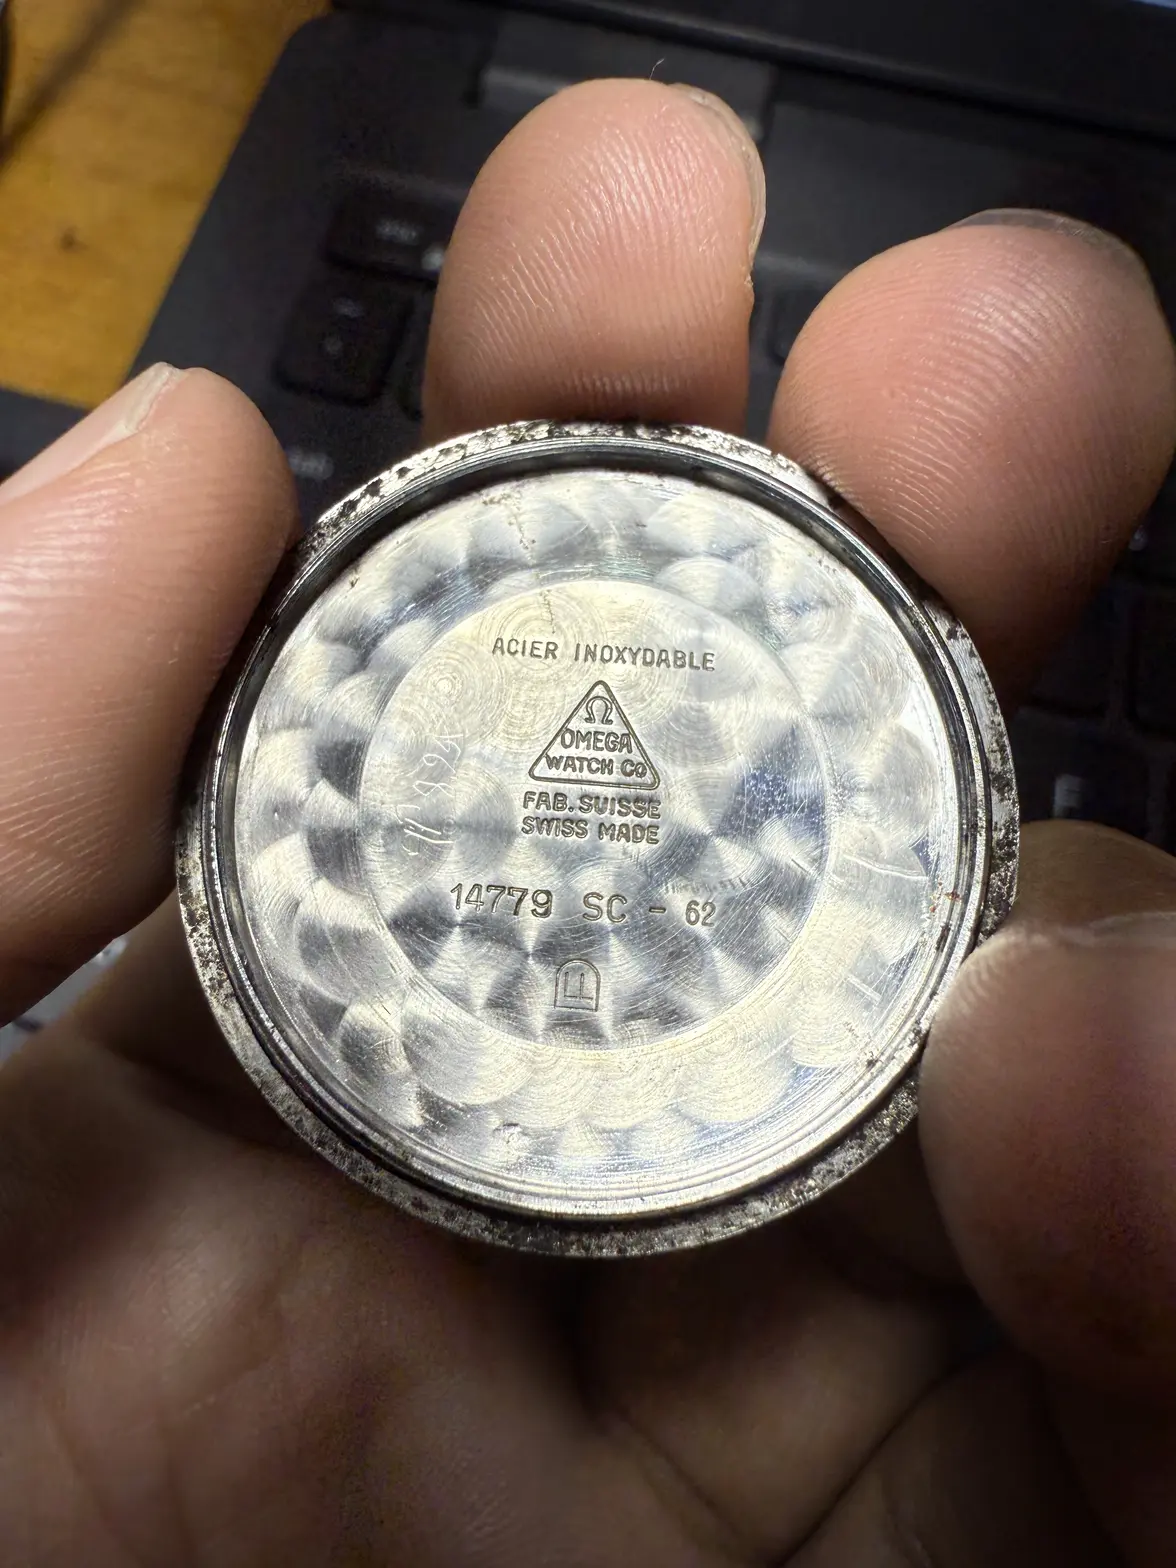 ACIER INOXYDABLE
Ω
OMEGA
WATCH Co
FAB. SUISSE
SWISS MADE
14779 SC - 62